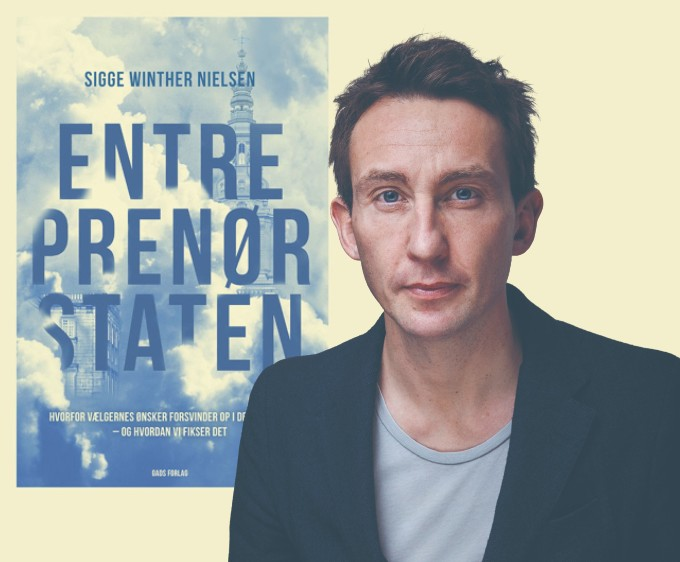 SIGGE WINTHER NIELSEN
ENTRE
PRENØR
STATEN
HVORFOR VÆLGERNES ØNSKER FORSVINDER OP I
– OG HVORDAN VI FIKSER DET
GADS FORLAG